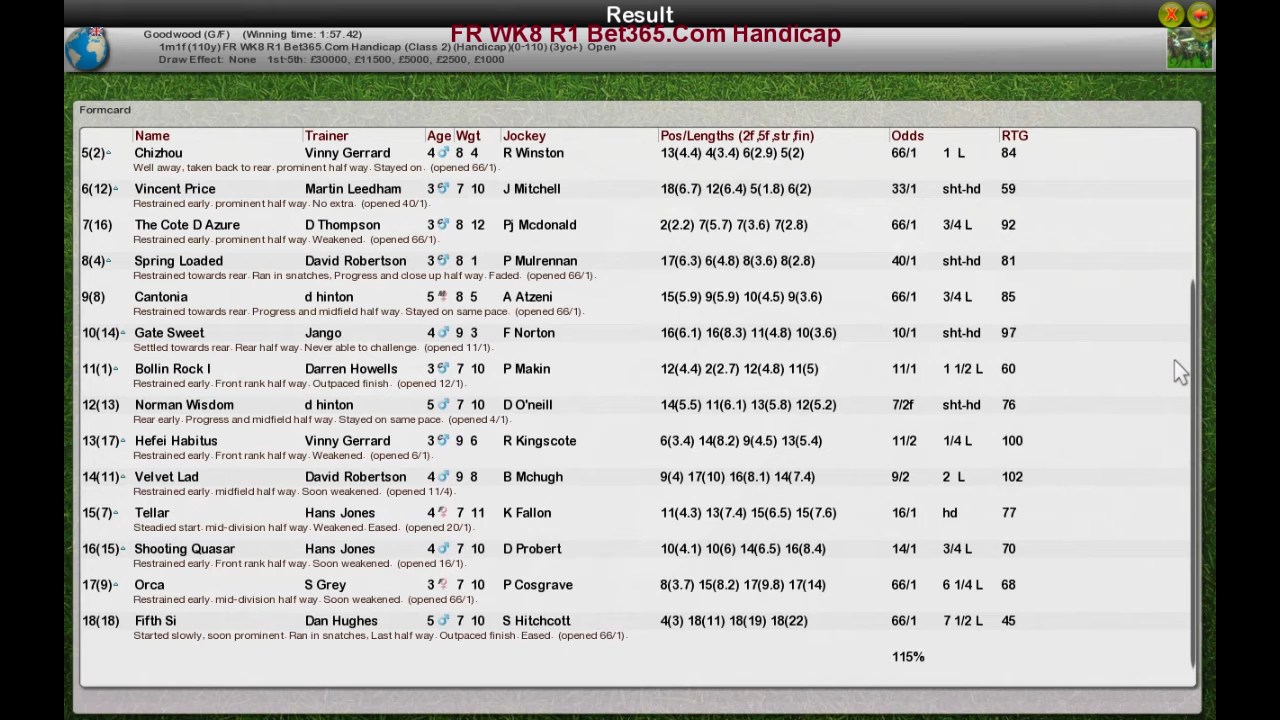 Result
FR WK8 R1 Bet365.Com Handicap
Goodwood (G/F) (Winning time: 1:57.42)
1m1f (110y) FR WK8 R1 Bet365.Com Handicap (Class 2) (Handicap)(0-110) (3yo+) Open
Draw Effect: None 1st-5th: £30000, £11500, £5000, £2500, £1000
Formcard
Name Trainer Age Wgt Jockey Pos/Lengths (2f,5f,str,fin) Odds RTG
5(2) Chizhou Vinny Gerrard 4 8 4 R Winston 13(4.4) 4(3.4) 6(2.9) 5(2) 66/1 1 L 84
Well away, taken back to rear. prominent half way. Stayed on. (opened 66/1).
6(12) Vincent Price Martin Leedham 3 7 10 J Mitchell 18(6.7) 12(6.4) 5(1.8) 6(2) 33/1 sht-hd 59
Restrained early. prominent half way. No extra. (opened 40/1).
7(16) The Cote D Azure D Thompson 3 8 12 Pj Mcdonald 2(2.2) 7(5.7) 7(3.6) 7(2.8) 66/1 3/4 L 92
Restrained early. prominent half way. Weakened. (opened 66/1).
8(4) Spring Loaded David Robertson 3 8 1 P Mulrennan 17(6.3) 6(4.8) 8(3.6) 8(2.8) 40/1 sht-hd 81
Restrained towards rear. Ran in snatches, Progress and close up half way. Faded. (opened 66/1).
9(8) Cantonia d hinton 5 8 5 A Atzeni 15(5.9) 9(5.9) 10(4.5) 9(3.6) 66/1 3/4 L 85
Restrained towards rear. Progress and midfield half way. Stayed on same pace. (opened 66/1).
10(14) Gate Sweet Jango 4 9 3 F Norton 16(6.1) 16(8.3) 11(4.8) 10(3.6) 10/1 sht-hd 97
Settled towards rear. Rear half way. Never able to challenge. (opened 11/1).
11(1) Bollin Rock I Darren Howells 3 7 10 P Makin 12(4.4) 2(2.7) 12(4.8) 11(5) 11/1 1 1/2 L 60
Restrained early. Front rank half way. Outpaced finish. (opened 12/1).
12(13) Norman Wisdom d hinton 5 7 10 D O'neill 14(5.5) 11(6.1) 13(5.8) 12(5.2) 7/2f sht-hd 76
Rear early. Progress and midfield half way. Stayed on same pace. (opened 4/1).
13(17) Hefei Habitus Vinny Gerrard 3 9 6 R Kingscote 6(3.4) 14(8.2) 9(4.5) 13(5.4) 11/2 1/4 L 100
Restrained early. Front rank half way. Weakened. (opened 6/1).
14(11) Velvet Lad David Robertson 4 9 8 B Mchugh 9(4) 17(10) 16(8.1) 14(7.4) 9/2 2 L 102
Restrained early. midfield half way. Soon weakened. (opened 11/4).
15(7) Tellar Hans Jones 4 7 11 K Fallon 11(4.3) 13(7.4) 15(6.5) 15(7.6) 16/1 hd 77
Steadied start. mid-division half way. Weakened. Eased. (opened 20/1).
16(15) Shooting Quasar Hans Jones 4 7 10 D Probert 10(4.1) 10(6) 14(6.5) 16(8.4) 14/1 3/4 L 70
Restrained early. Front rank half way. Soon weakened. (opened 16/1).
17(9) Orca S Grey 3 7 10 P Cosgrave 8(3.7) 15(8.2) 17(9.8) 17(14) 66/1 6 1/4 L 68
Restrained early. mid-division half way. Soon weakened. (opened 66/1).
18(18) Fifth Si Dan Hughes 5 7 10 S Hitchcott 4(3) 18(11) 18(19) 18(22) 66/1 7 1/2 L 45
Started slowly, soon prominent. Ran in snatches, Last half way. Outpaced finish. Eased. (opened 66/1).
115%